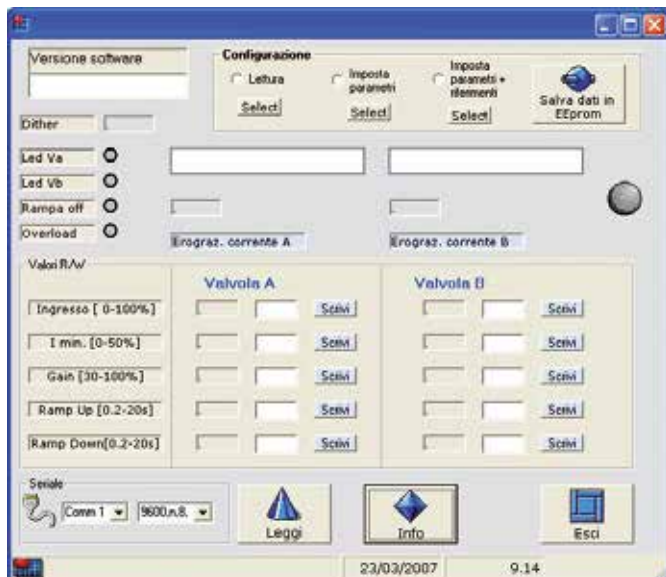 Versione software
Configurazione
Lettura
Imposta
parametri
Imposta
parametri +
riferimenti
Select
Select
Select
Salva dati in
EEprom
Dither
Led Va
Led Vb
Rampa off
Overload
Erograz. corrente A
Erograz. corrente B
Valori R/W
Valvola A
Valvola B
Ingresso [ 0-100%]
Scrivi
Scrivi
I min. [0-50%]
Scrivi
Scrivi
Gain [30-100%]
Scrivi
Scrivi
Ramp Up [0.2-20s]
Scrivi
Scrivi
Ramp Down[0.2-20s]
Scrivi
Scrivi
Seriale
Comm 1
9600,n,8,
Leggi
Info
Esci
23/03/2007
9.14